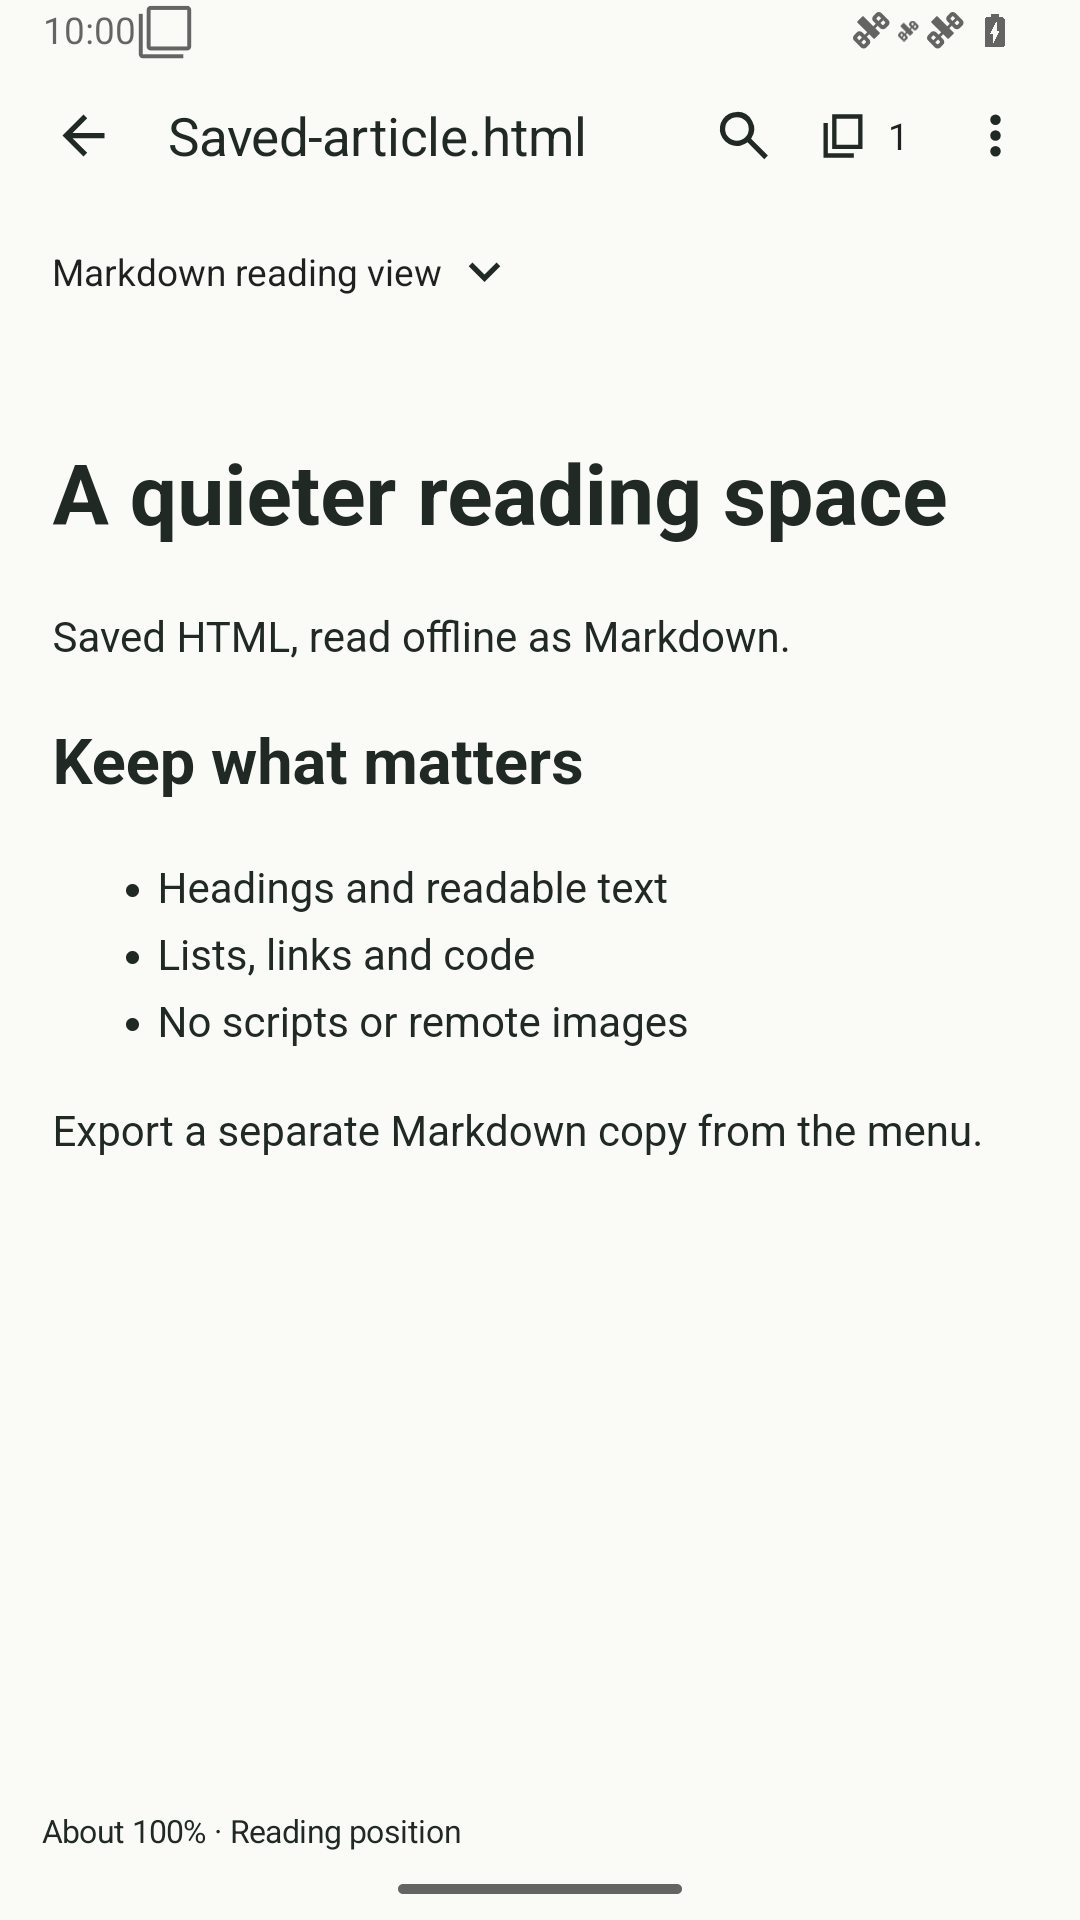 10:00
Saved-article.html
1
Markdown reading view
A quieter reading space
Saved HTML, read offline as Markdown.
Keep what matters
• Headings and readable text
• Lists, links and code
• No scripts or remote images
Export a separate Markdown copy from the menu.
About 100% · Reading position